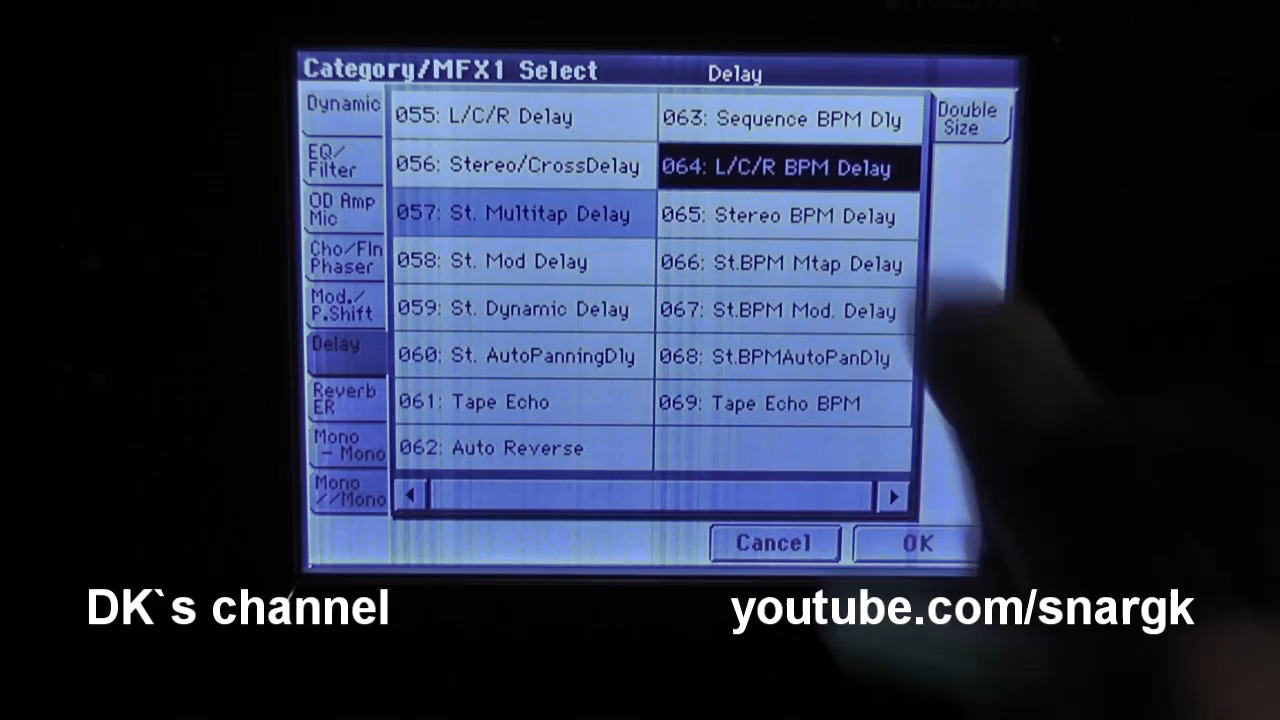 Category/MFX1 Select
Delay
Dynamic
EQ/
Filter
OD Amp
Mic
Cho/Fln
Phaser
Mod./
P.Shift
Delay
Reverb
ER
Mono
- Mono
Mono
//Mono
055: L/C/R Delay
056: Stereo/CrossDelay
057: St. Multitap Delay
058: St. Mod Delay
059: St. Dynamic Delay
060: St. AutoPanningDly
061: Tape Echo
062: Auto Reverse
063: Sequence BPM Dly
064: L/C/R BPM Delay
065: Stereo BPM Delay
066: St.BPM Mtap Delay
067: St.BPM Mod. Delay
068: St.BPMAutoPanDly
069: Tape Echo BPM
Double
Size
Cancel
OK
DK`s channel
youtube.com/snargk